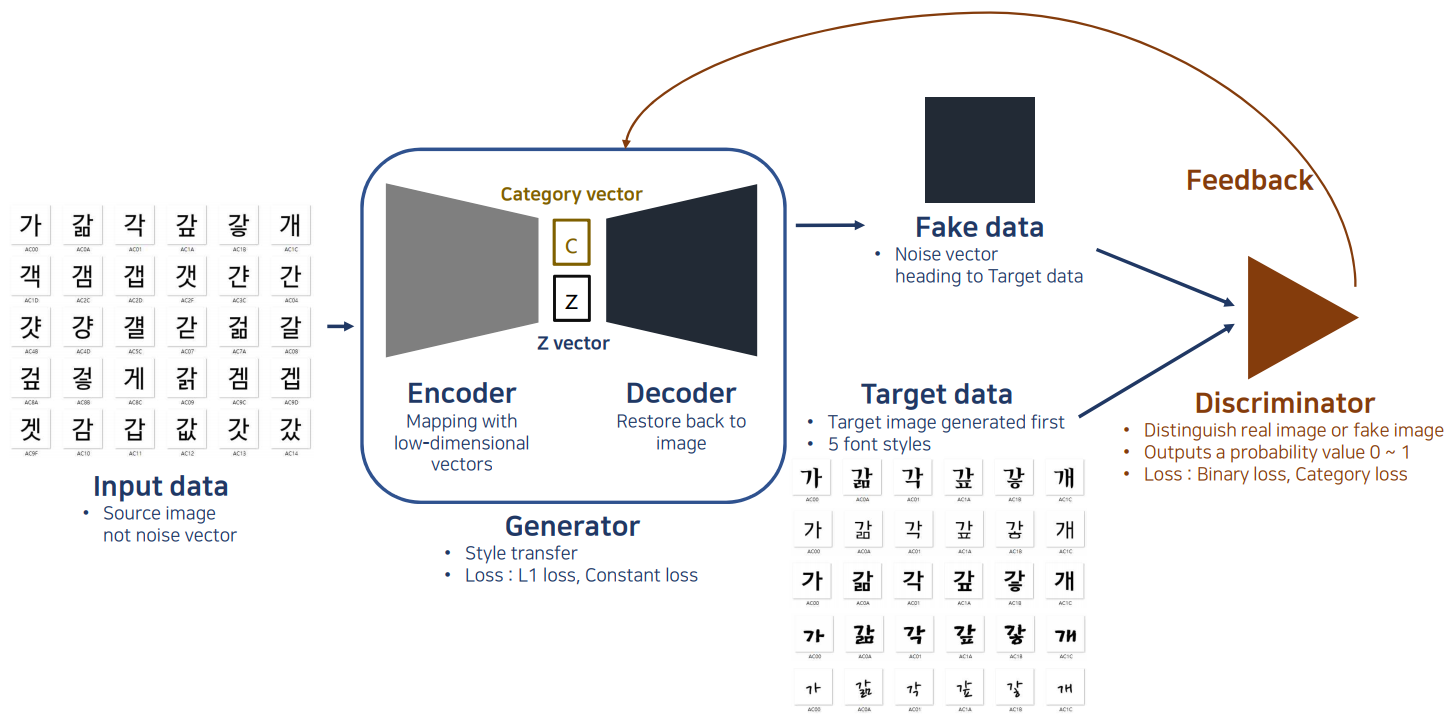 Feedback
Category vector
C
Z
Z vector
Encoder
Mapping with
low-dimensional
vectors
Decoder
Restore back to
image
Generator
• Style transfer
• Loss : L1 loss, Constant loss
가 갊 각 갚 갛 개
AC00 AC0A AC01 AC1A AC1B AC1C
객 갬 갭 갯 갼 간
AC1D AC2C AC2D AC2F AC3C AC04
걋 걍 걜 갇 걺 갈
AC4B AC4D AC5C AC07 AC7A AC08
겊 겋 게 갉 겜 겝
AC8A AC8B AC8C AC09 AC9C AC9D
겟 감 갑 값 갓 갔
AC9F AC10 AC11 AC12 AC13 AC14
Input data
• Source image
not noise vector
Fake data
• Noise vector
heading to Target data
Target data
• Target image generated first
• 5 font styles
가 갊 각 갚 갛 개
AC00 AC0A AC01 AC1A AC1B AC1C
가 갊 각 갚 갛 개
AC00 AC0A AC01 AC1A AC1B AC1C
가 갊 각 갚 갛 개
AC00 AC0A AC01 AC1A AC1B AC1C
가 갊 각 갚 갛 개
AC00 AC0A AC01 AC1A AC1B AC1C
가 갊 각 갚 갛 개
AC00 AC0A AC01 AC1A AC1B AC1C
Discriminator
• Distinguish real image or fake image
• Outputs a probability value 0 ~ 1
• Loss : Binary loss, Category loss